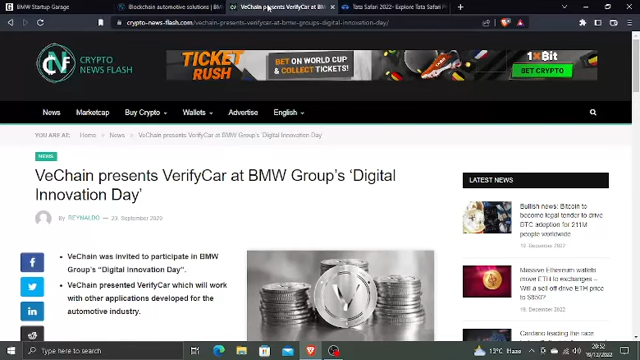 BMW Startup Garage
Blockchain automotive solutions | BM
VeChain presents VerifyCar at BM
Tata Safari 2022- Explore Tata Safari P
crypto-news-flash.com/vechain-presents-verifycar-at-bmw-groups-digital-innovation-day/
CRYPTO
NEWS FLASH
TICKET
RUSH
BET ON WORLD CUP
& COLLECT TICKETS!
1XBit
BET CRYPTO
News
Marketcap
Buy Crypto
Wallets
Advertise
English
YOU ARE AT:
Home
News
VeChain presents VerifyCar at BMW Group's 'Digital Innovation Day'
NEWS
VeChain presents VerifyCar at BMW Group's 'Digital
Innovation Day'
By REYNALDO
23. September 2020
VeChain was invited to participate in BMW
Group's "Digital Innovation Day".
VeChain presented VerifyCar which will work
with other applications developed for the
automotive industry.
LATEST NEWS
Bullish news: Bitcoin to
become legal tender to drive
BTC adoption for 211M
people worldwide
19. December 2022
Massive Ethereum wallets
move ETH to exchanges –
Will a sell off drive ETH price
to $500?
19. December 2022
Cardano leading the race
Type here to search
13°C Haze
20:52
19/12/2022